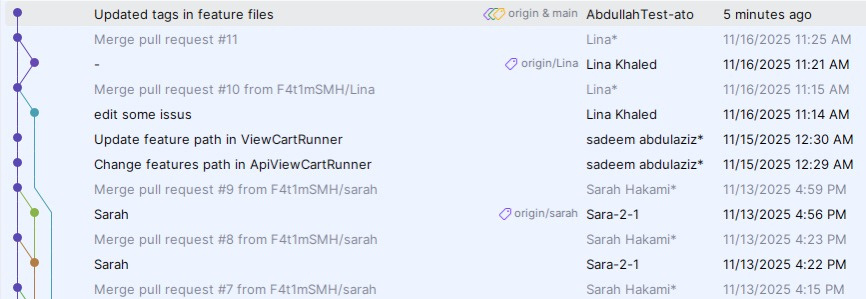 Updated tags in feature files origin & main AbdullahTest-ato 5 minutes ago
Merge pull request #11 Lina* 11/16/2025 11:25 AM
- origin/Lina Lina Khaled 11/16/2025 11:21 AM
Merge pull request #10 from F4t1mSMH/Lina Lina* 11/16/2025 11:15 AM
edit some issus Lina Khaled 11/16/2025 11:14 AM
Update feature path in ViewCartRunner sadeem abdulaziz* 11/15/2025 12:30 AM
Change features path in ApiViewCartRunner sadeem abdulaziz* 11/15/2025 12:29 AM
Merge pull request #9 from F4t1mSMH/sarah Sarah Hakami* 11/13/2025 4:59 PM
Sarah origin/sarah Sara-2-1 11/13/2025 4:56 PM
Merge pull request #8 from F4t1mSMH/sarah Sarah Hakami* 11/13/2025 4:23 PM
Sarah Sara-2-1 11/13/2025 4:22 PM
Merge pull request #7 from F4t1mSMH/sarah Sarah Hakami* 11/13/2025 4:15 PM